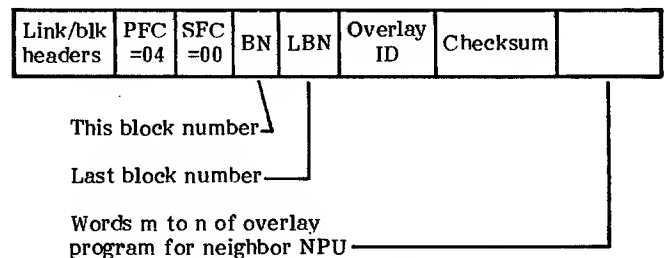 Link/blk headers
PFC =04
SFC =00
BN
LBN
Overlay ID
Checksum
This block number
Last block number
Words m to n of overlay
program for neighbor NPU